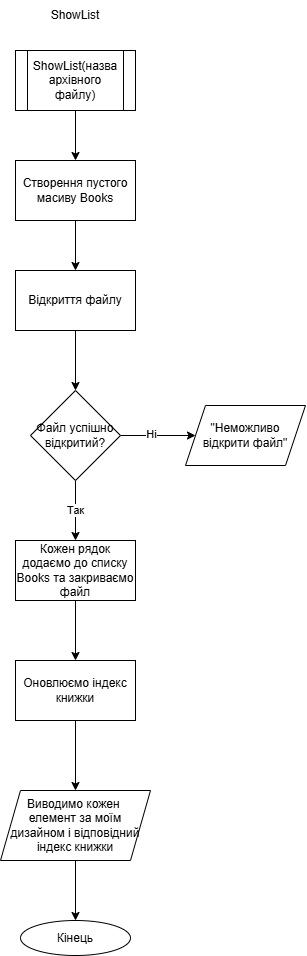 ShowList
ShowList(назва
архівного
файлу)
Створення пустого
масиву Books
Відкриття файлу
Файл успішно
відкритий?
Ні
"Неможливо
відкрити файл"
Так
Кожен рядок
додаємо до списку
Books та закриваємо
файл
Оновлюємо індекс
книжки
Виводимо кожен
елемент за моїм
дизайном і відповідний
індекс книжки
Кінець